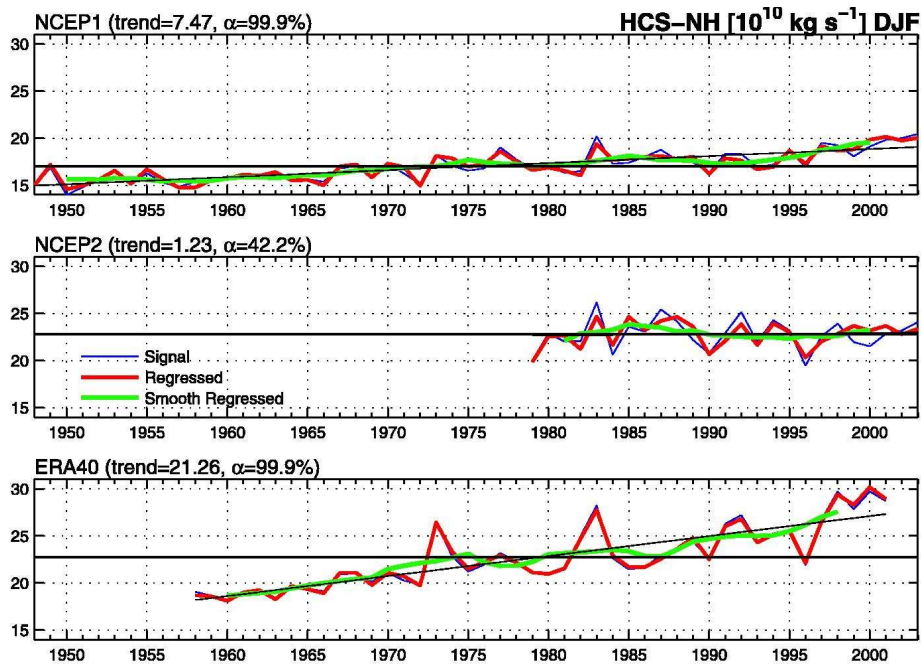 NCEP1 (trend=7.47, α=99.9%)
HCS−NH [10^10 kg s^−1] DJF
30
25
20
15
1950 1955 1960 1965 1970 1975 1980 1985 1990 1995 2000
NCEP2 (trend=1.23, α=42.2%)
30
25
20
15
Signal
Regressed
Smooth Regressed
1950 1955 1960 1965 1970 1975 1980 1985 1990 1995 2000
ERA40 (trend=21.26, α=99.9%)
30
25
20
15
1950 1955 1960 1965 1970 1975 1980 1985 1990 1995 2000